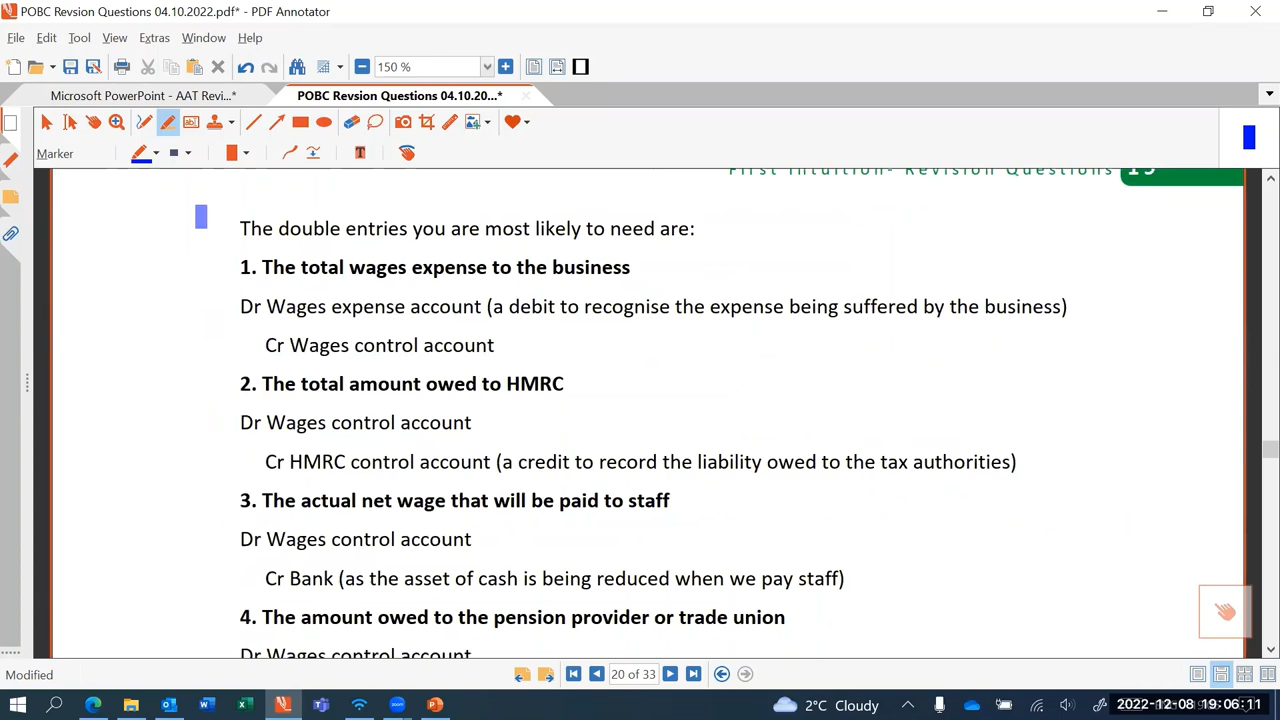 POBC Revsion Questions 04.10.2022.pdf* - PDF Annotator
File Edit Tool View Extras Window Help
150 %
Microsoft PowerPoint - AAT Revi...*
POBC Revsion Questions 04.10.20...*
Marker
First Intuition- Revision Questions 19
The double entries you are most likely to need are:
1. The total wages expense to the business
Dr Wages expense account (a debit to recognise the expense being suffered by the business)
Cr Wages control account
2. The total amount owed to HMRC
Dr Wages control account
Cr HMRC control account (a credit to record the liability owed to the tax authorities)
3. The actual net wage that will be paid to staff
Dr Wages control account
Cr Bank (as the asset of cash is being reduced when we pay staff)
4. The amount owed to the pension provider or trade union
Dr Wages control account
Modified
20 of 33
2°C Cloudy
2022-12-08 19:06:11